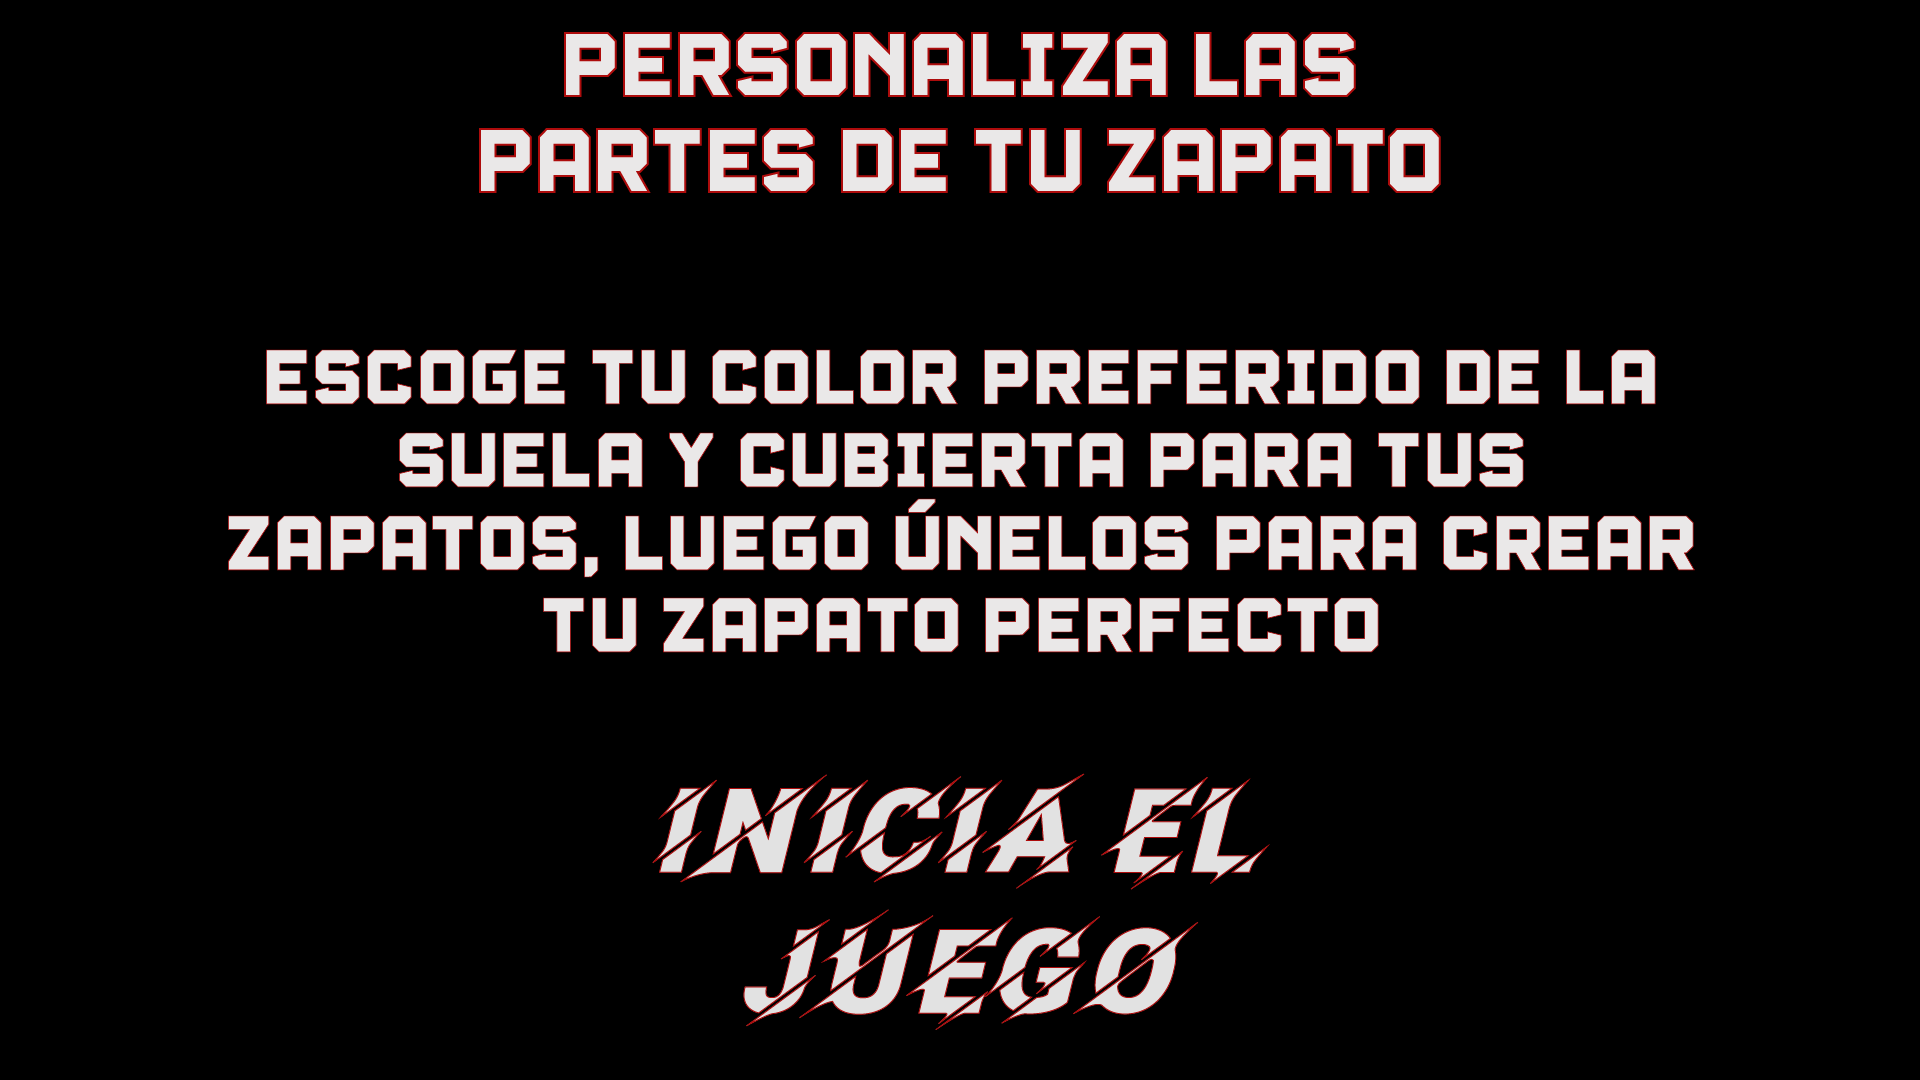 PERSONALIZA LAS
PARTES DE TU ZAPATO
ESCOGE TU COLOR PREFERIDO DE LA
SUELA Y CUBIERTA PARA TUS
ZAPATOS, LUEGO ÚNELOS PARA CREAR
TU ZAPATO PERFECTO
INICIA EL
JUEGO